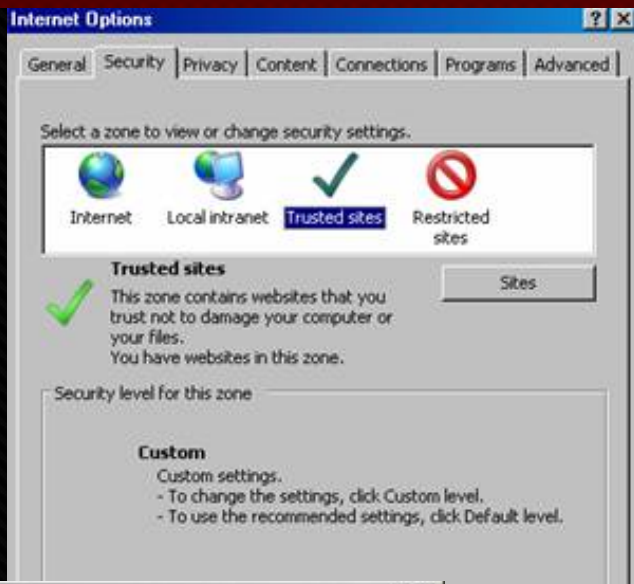 Internet Options
General Security Privacy Content Connections Programs Advanced
Select a zone to view or change security settings.
Internet Local intranet Trusted sites Restricted sites
Trusted sites
Sites
This zone contains websites that you
trust not to damage your computer or
your files.
You have websites in this zone.
Security level for this zone
Custom
Custom settings.
- To change the settings, click Custom level.
- To use the recommended settings, click Default level.